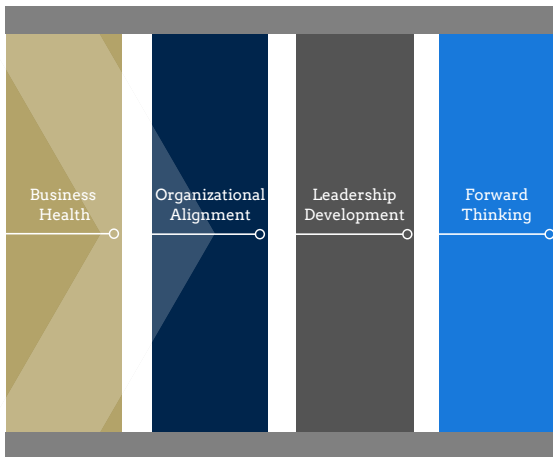 Business
Health
Organizational
Alignment
Leadership
Development
Forward
Thinking